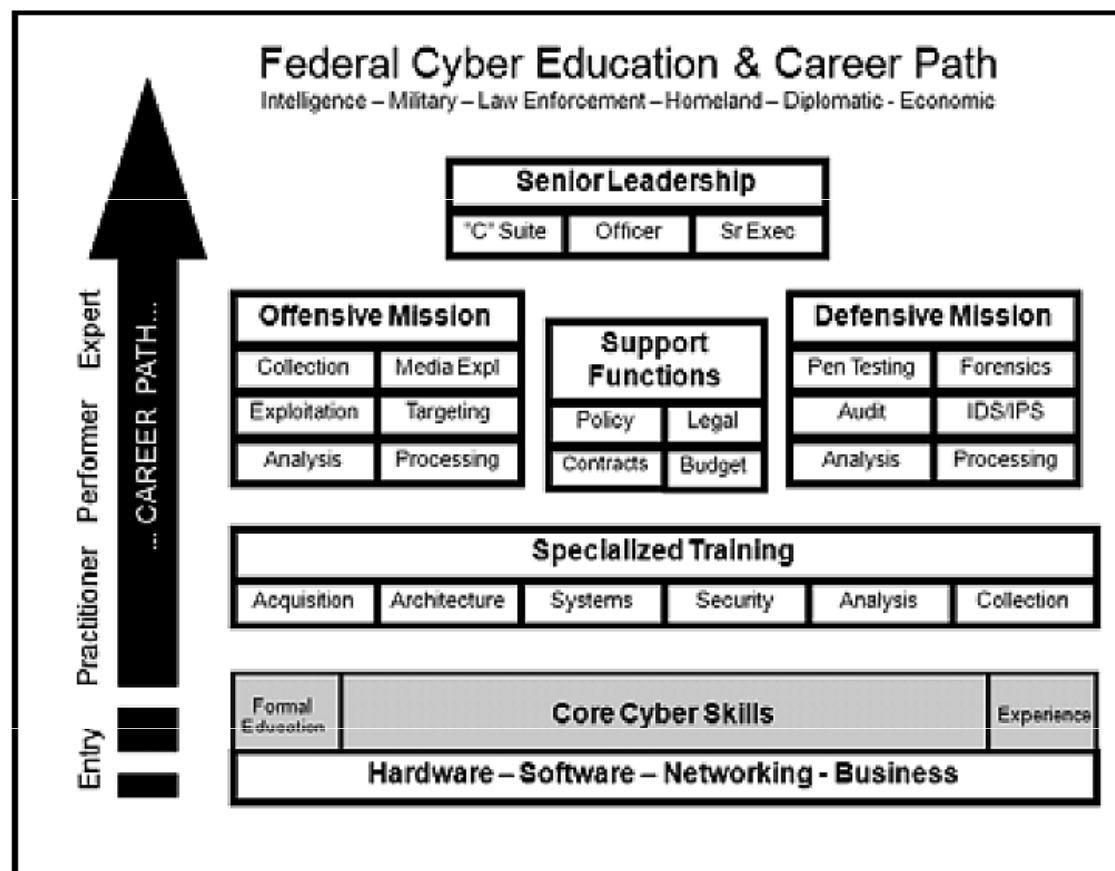 Federal Cyber Education & Career Path
Intelligence – Military – Law Enforcement – Homeland – Diplomatic - Economic
Senior Leadership
"C" Suite
Officer
Sr Exec
Offensive Mission
Collection
Media Expl
Exploitation
Targeting
Analysis
Processing
Support
Functions
Policy
Legal
Contracts
Budget
Defensive Mission
Pen Testing
Forensics
Audit
IDS/IPS
Analysis
Processing
Specialized Training
Acquisition
Architecture
Systems
Security
Analysis
Collection
Formal
Education
Core Cyber Skills
Experience
Hardware – Software – Networking - Business
Entry Practitioner Performer Expert
... CAREER PATH...